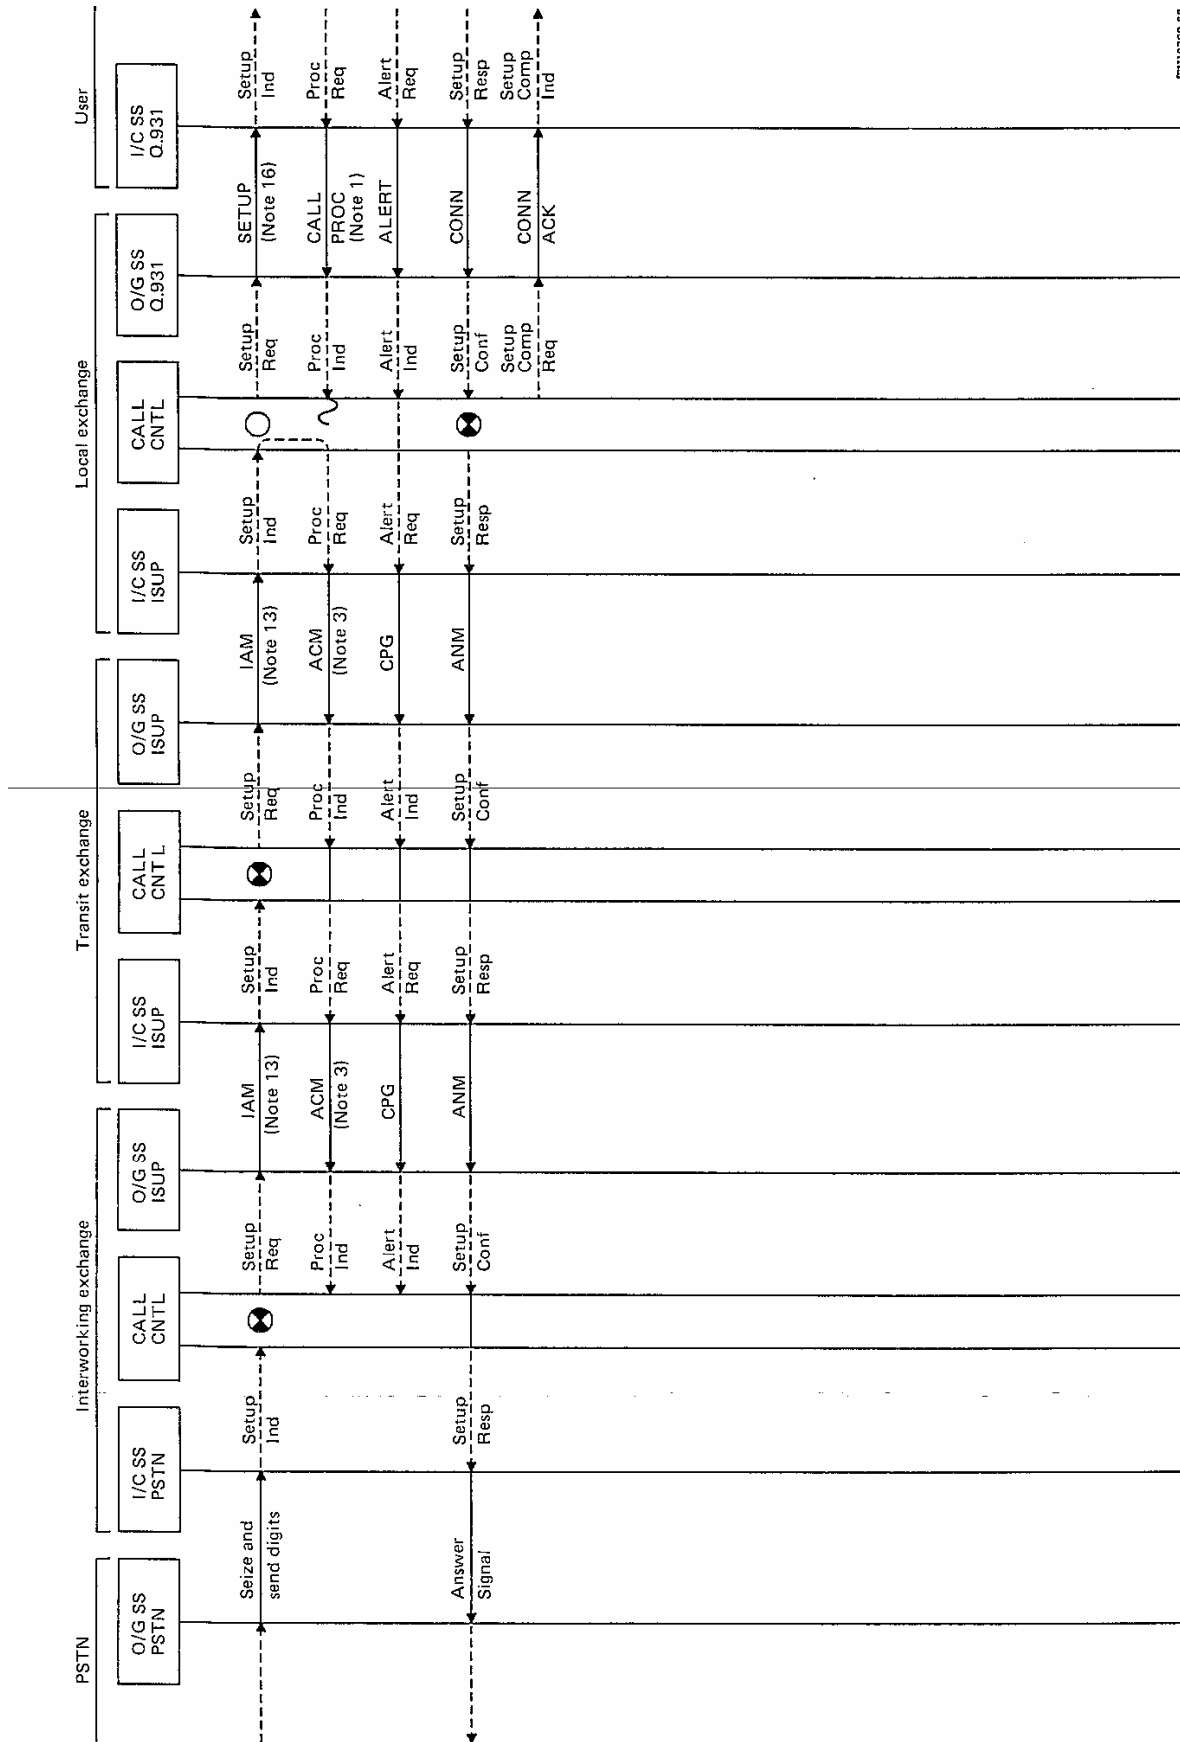 PSTN
Interworking exchange
Transit exchange
Local exchange
User
O/G SS
PSTN
I/C SS
PSTN
CALL
CNTL
O/G SS
ISUP
I/C SS
ISUP
CALL
CNTL
O/G SS
ISUP
I/C SS
ISUP
CALL
CNTL
O/G SS
Q.931
I/C SS
Q.931
Seize and
send digits
Setup
Ind
Setup
Req
IAM
(Note 13)
Setup
Ind
Setup
Req
IAM
(Note 13)
Setup
Ind
Setup
Req
SETUP
(Note 16)
Setup
Ind
Proc
Ind
ACM
(Note 3)
Proc
Req
Proc
Ind
ACM
(Note 3)
Proc
Req
Proc
Ind
CALL
PROC
(Note 1)
Proc
Req
Alert
Ind
CPG
Alert
Req
Alert
Ind
CPG
Alert
Req
Alert
Ind
ALERT
Alert
Req
Answer
Signal
Setup
Resp
Setup
Conf
ANM
Setup
Resp
Setup
Conf
ANM
Setup
Resp
Setup
Conf
CONN
Setup
Resp
Setup
Comp
Req
CONN
ACK
Setup
Comp
Ind